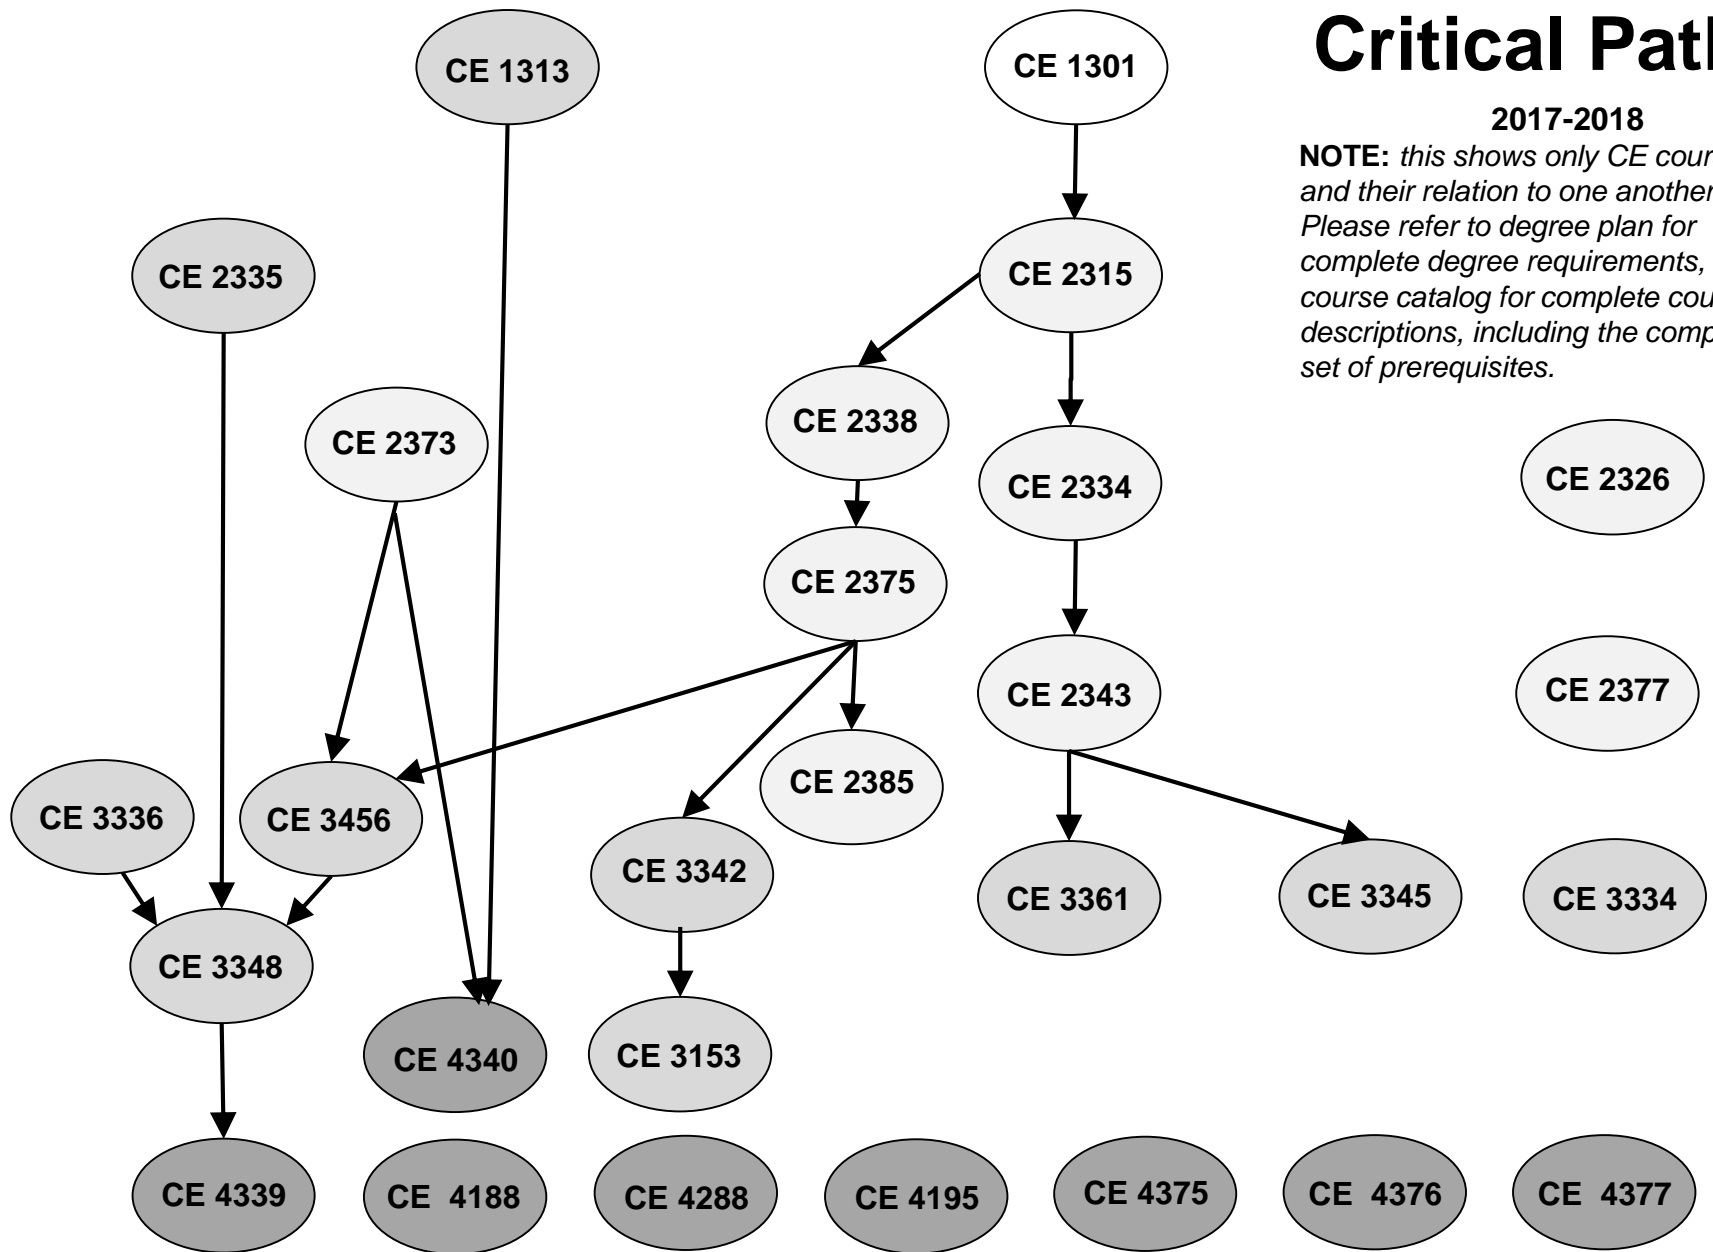 Critical Pat
2017-2018
NOTE: this shows only CE cour
and their relation to one another
Please refer to degree plan for
complete degree requirements,
course catalog for complete cou
descriptions, including the comp
set of prerequisites.
CE 1313
CE 1301
CE 2335
CE 2315
CE 2373
CE 2338
CE 2334
CE 2326
CE 2375
CE 2343
CE 2377
CE 3336
CE 3456
CE 2385
CE 3342
CE 3361
CE 3345
CE 3334
CE 3348
CE 4340
CE 3153
CE 4339
CE  4188
CE 4288
CE 4195
CE 4375
CE  4376
CE  4377